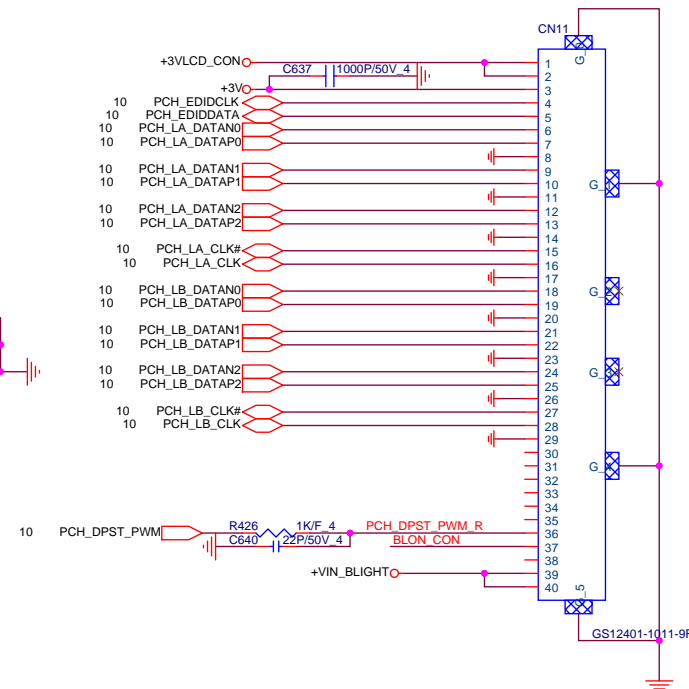 CN11
G_0
+3VLCD_CON
1
C637 1000P/50V_4
2
+3V
3
10 PCH_EDIDCLK 4
10 PCH_EDIDDATA 5
10 PCH_LA_DATAN0 6
10 PCH_LA_DATAP0 7
8
10 PCH_LA_DATAN1 9
10 PCH_LA_DATAP1 10 G_1
11
10 PCH_LA_DATAN2 12
10 PCH_LA_DATAP2 13
14
10 PCH_LA_CLK# 15
10 PCH_LA_CLK 16
17
10 PCH_LB_DATAN0 18 G_2
10 PCH_LB_DATAP0 19
20
10 PCH_LB_DATAN1 21
10 PCH_LB_DATAP1 22
23
10 PCH_LB_DATAN2 24 G_3
10 PCH_LB_DATAP2 25
26
10 PCH_LB_CLK# 27
10 PCH_LB_CLK 28
29
30
31 G_4
32
33
34
35
10 PCH_DPST_PWM R426 1K/F_4 PCH_DPST_PWM_R 36
C640 22P/50V_4 BLON_CON 37
38
+VIN_BLIGHT 39
40
G_5
GS12401-1011-9